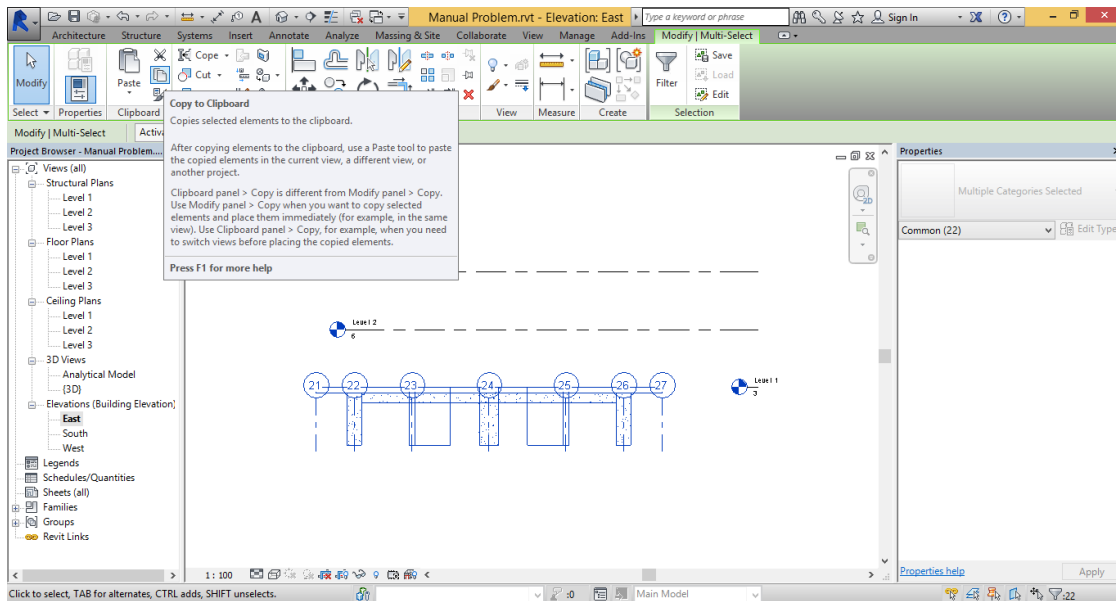 Manual Problem.rvt - Elevation: East
Type a keyword or phrase
Sign In
Architecture Structure Systems Insert Annotate Analyze Massing & Site Collaborate View Manage Add-Ins Modify | Multi-Select
Modify
Paste
Cope
Cut
Filter
Save
Load
Edit
Select Properties Clipboard View Measure Create Selection
Modify | Multi-Select
Activa
Copy to Clipboard
Copies selected elements to the clipboard.
After copying elements to the clipboard, use a Paste tool to paste
the copied elements in the current view, a different view, or
another project.
Clipboard panel > Copy is different from Modify panel > Copy.
Use Modify panel > Copy when you want to copy selected
elements and place them immediately (for example, in the same
view). Use Clipboard panel > Copy, for example, when you need
to switch views before placing the copied elements.
Press F1 for more help
Project Browser - Manual Problem....
Views (all)
Structural Plans
Level 1
Level 2
Level 3
Floor Plans
Level 1
Level 2
Level 3
Ceiling Plans
Level 1
Level 2
Level 3
3D Views
Analytical Model
{3D}
Elevations (Building Elevation)
East
South
West
Legends
Schedules/Quantities
Sheets (all)
Families
Groups
Revit Links
2D
Level 2
6
21 22 23 24 25 26 27
Level 1
3
Properties
Multiple Categories Selected
Common (22)
Edit Type
Properties help
Apply
1 : 100
Click to select, TAB for alternates, CTRL adds, SHIFT unselects.
:0
Main Model
:22